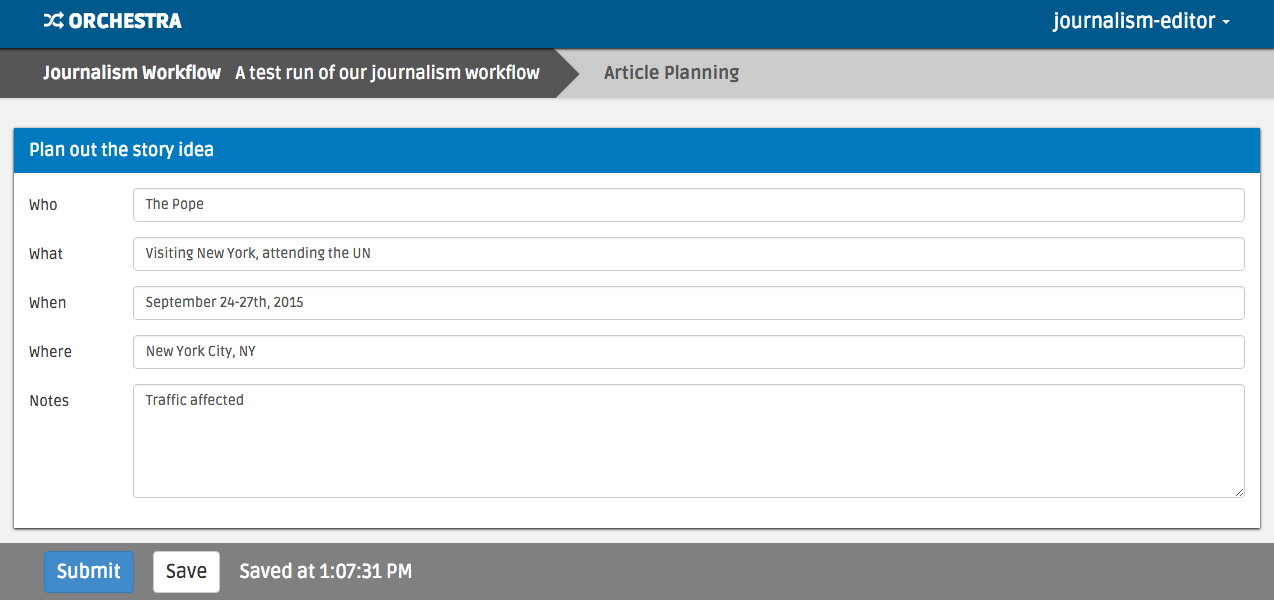 ORCHESTRA journalism-editor
Journalism Workflow A test run of our journalism workflow Article Planning
Plan out the story idea
Who The Pope
What Visiting New York, attending the UN
When September 24-27th, 2015
Where New York City, NY
Notes Traffic affected
Submit Save Saved at 1:07:31 PM